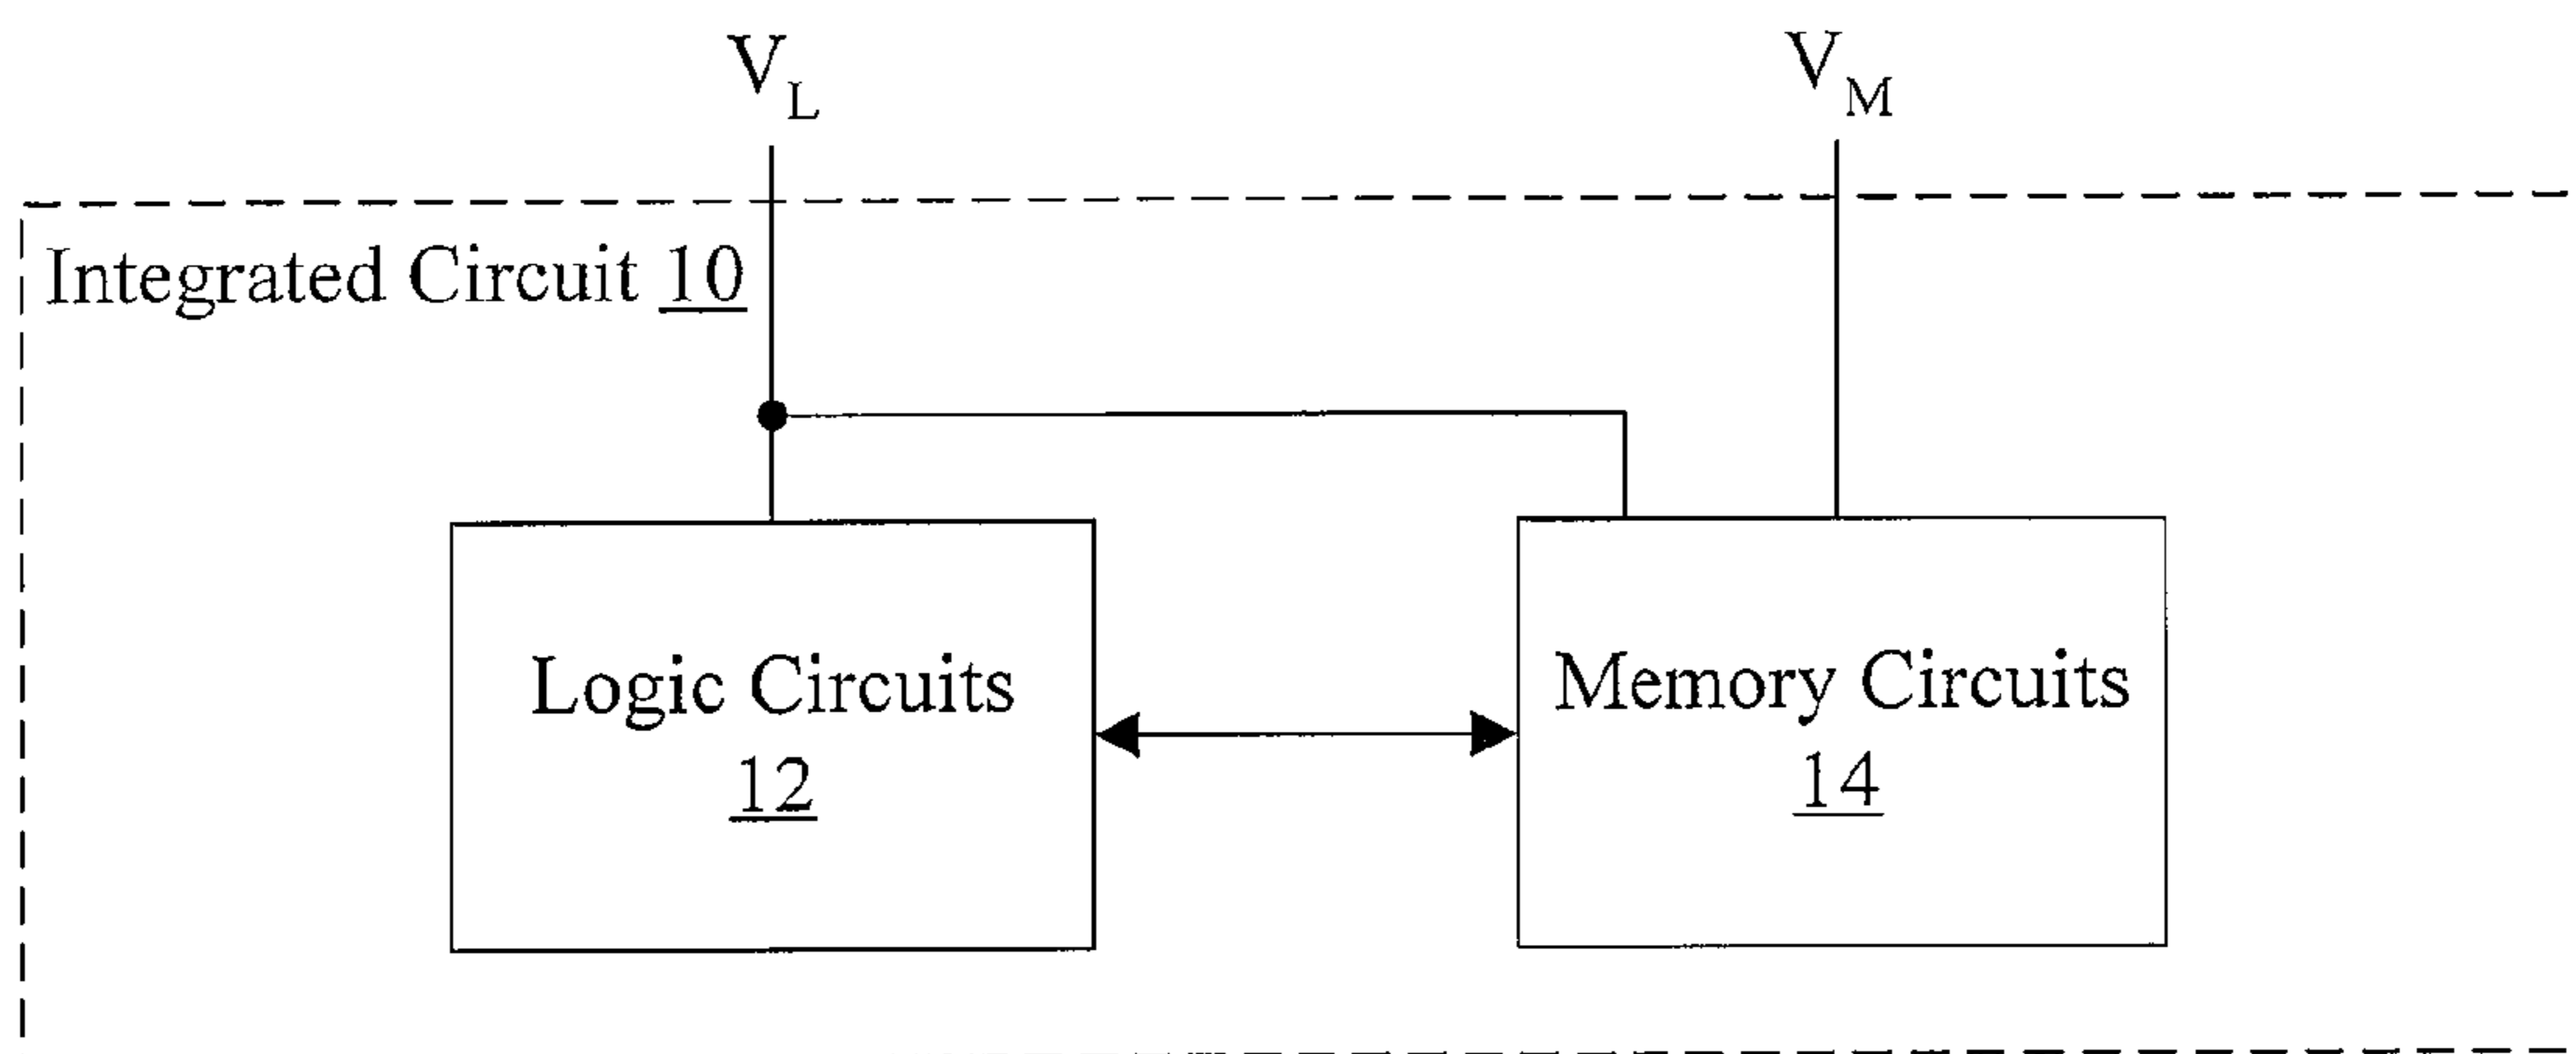 V_L
V_M
Integrated Circuit 10
Logic Circuits
12
Memory Circuits
14